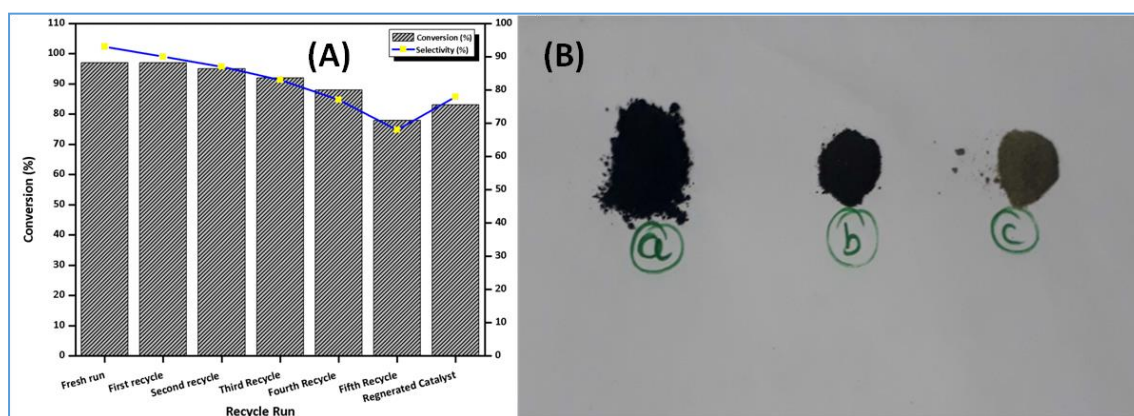 110
100
90
80
70
60
50
40
30
20
10
0
Conversion (%)
(A)
Conversion (%)
Selectivity (%)
100
90
80
70
60
50
40
30
20
10
0
Fresh run
First recycle
Second recycle
Third Recycle
Fourth Recycle
Fifth Recycle
Regnerated Catalyst
Recycle Run
(B)
a
b
c